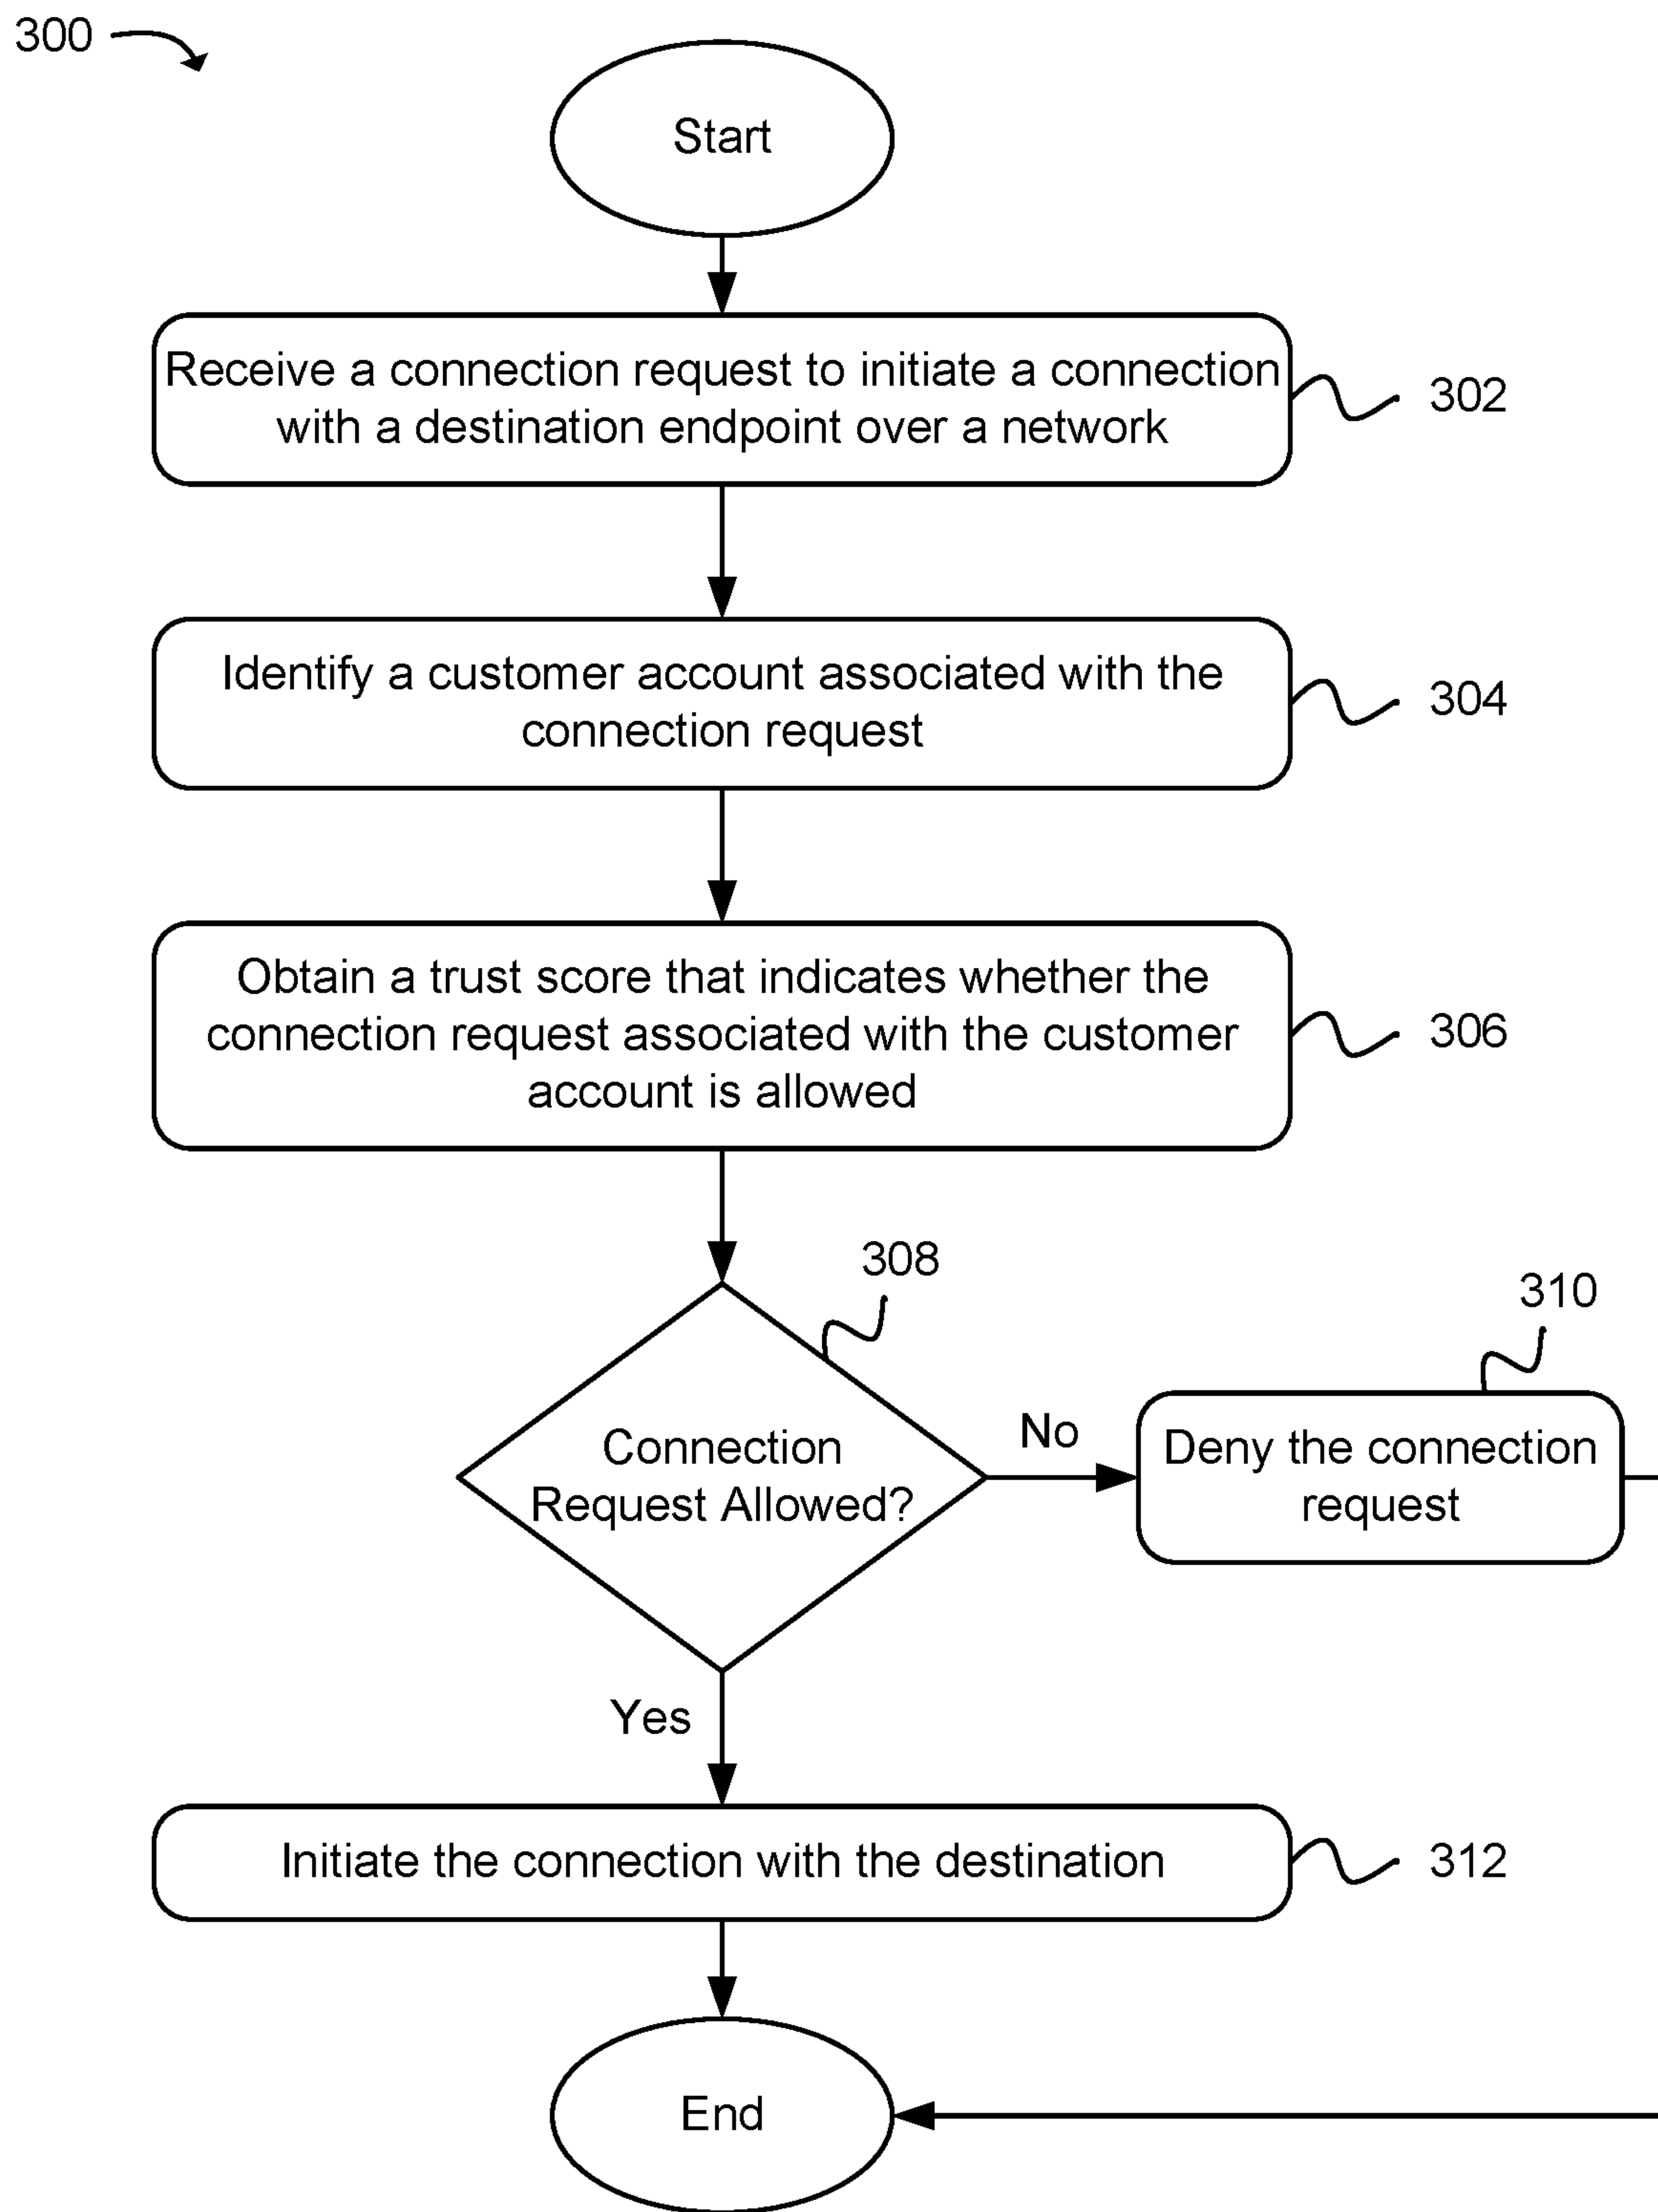 300
Start
Receive a connection request to initiate a connection
with a destination endpoint over a network
302
Identify a customer account associated with the
connection request
304
Obtain a trust score that indicates whether the
connection request associated with the customer
account is allowed
306
308
310
Connection
Request Allowed?
No
Deny the connection
request
Yes
Initiate the connection with the destination
312
End